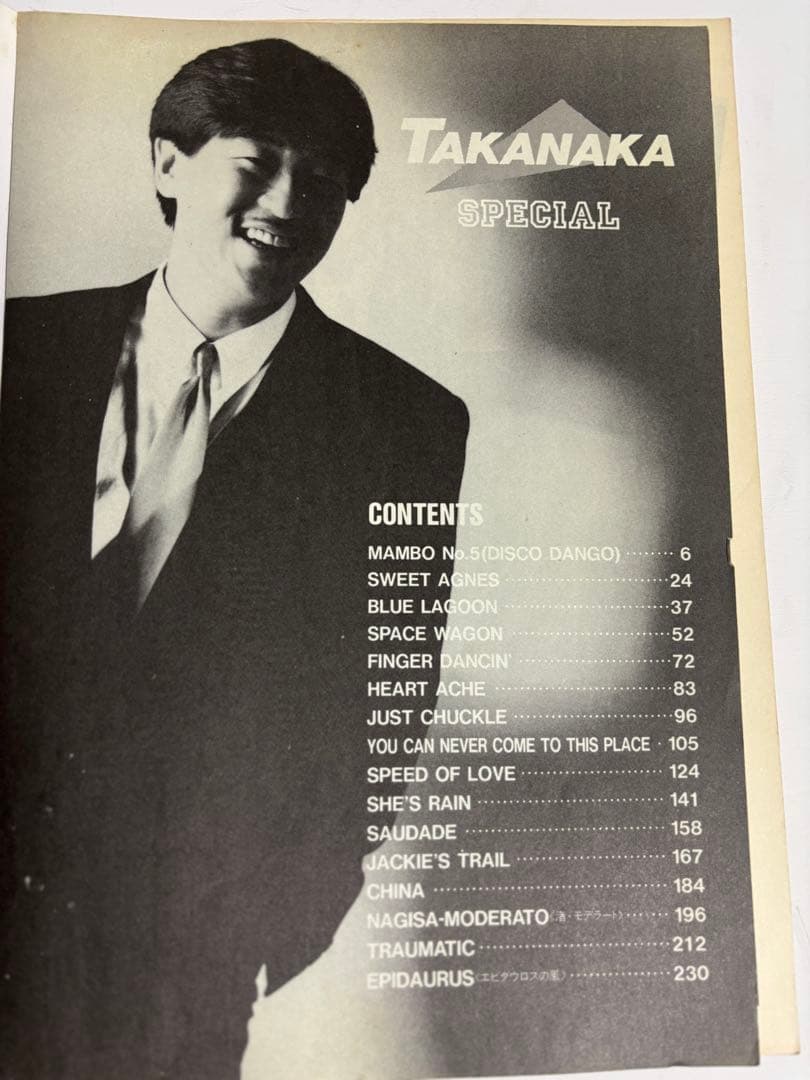 TAKANAKA
SPECIAL
CONTENTS
MAMBO No.5(DISCO DANGO) ········ 6
SWEET AGNES ························ 24
BLUE LAGOON ························ 37
SPACE WAGON ························ 52
FINGER DANCIN' ······················ 72
HEART ACHE ·························· 83
JUST CHUCKLE ······················· 96
YOU CAN NEVER COME TO THIS PLACE · 105
SPEED OF LOVE ····················· 124
SHE'S RAIN ··························· 141
SAUDADE ····························· 158
JACKIE'S TRAIL ······················ 167
CHINA ································· 184
NAGISA-MODERATO〈渚・モデラート〉······· 196
TRAUMATIC ··························· 212
EPIDAURUS〈エピダウロスの風〉··············· 230